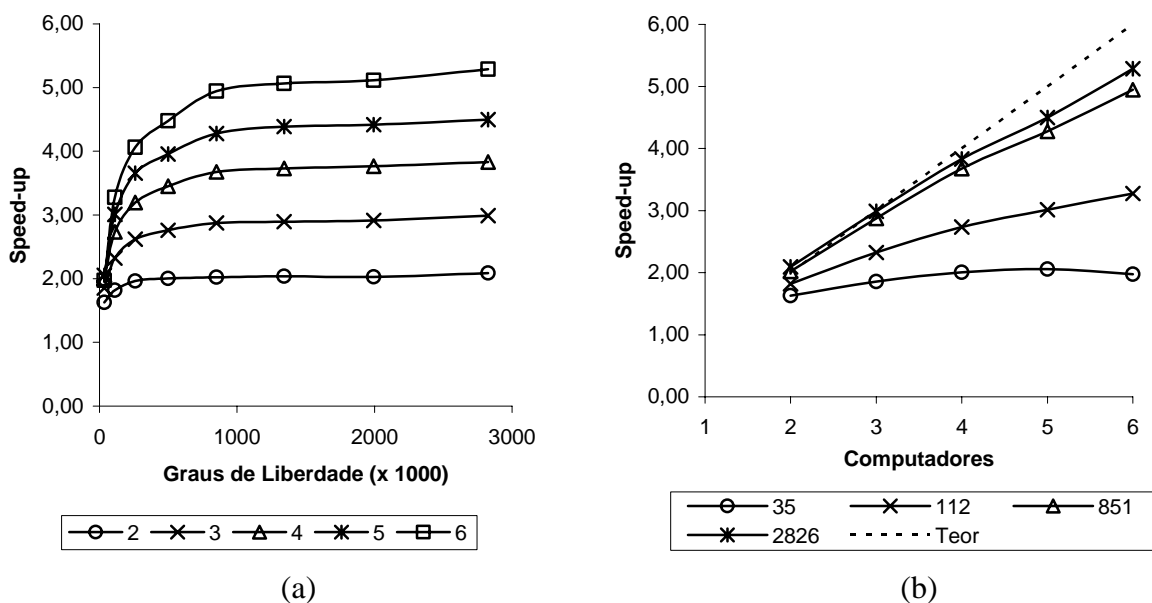 6,00
5,00
4,00
3,00
2,00
1,00
0,00
Speed-up
0 1000 2000 3000
Graus de Liberdade (x 1000)
2 3 4 5 6
(a)
6,00
5,00
4,00
3,00
2,00
1,00
0,00
Speed-up
1 2 3 4 5 6
Computadores
35 112 851
2826 Teor
(b)